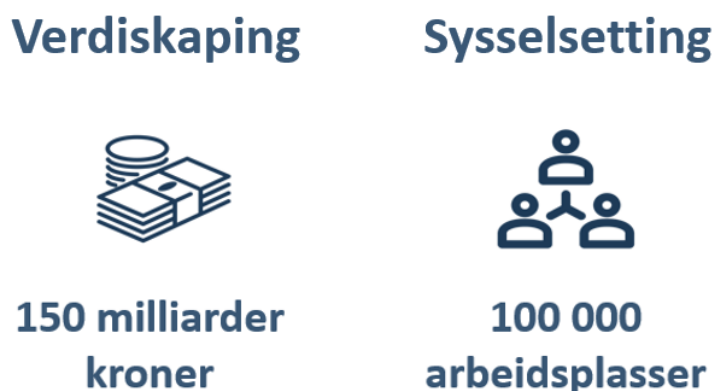 Verdiskaping
Sysselsetting
150 milliarder
kroner
100 000
arbeidsplasser